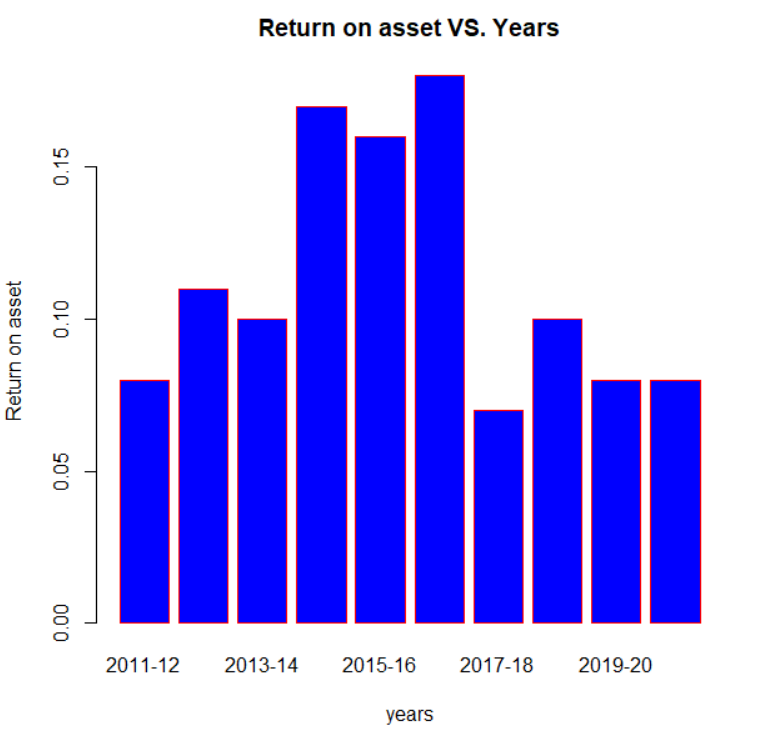 Return on asset VS. Years
Return on asset
0.15
0.10
0.05
0.00
2011-12 2013-14 2015-16 2017-18 2019-20
years